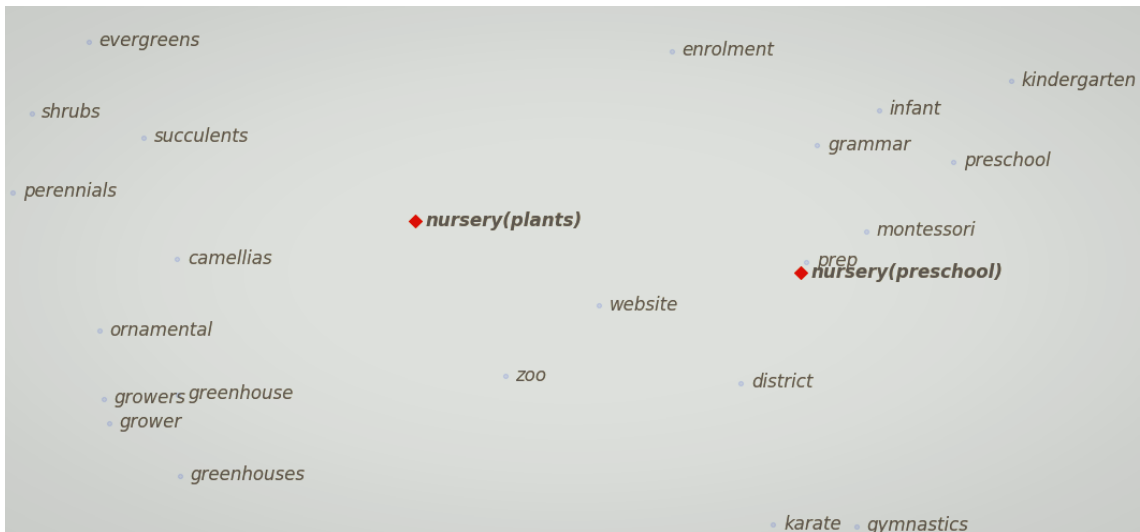 evergreens
enrolment
kindergarten
shrubs
infant
succulents
grammar
preschool
perennials
nursery(plants)
montessori
camellias
prep
nursery(preschool)
website
ornamental
zoo
district
growers
greenhouse
grower
greenhouses
karate
gymnastics